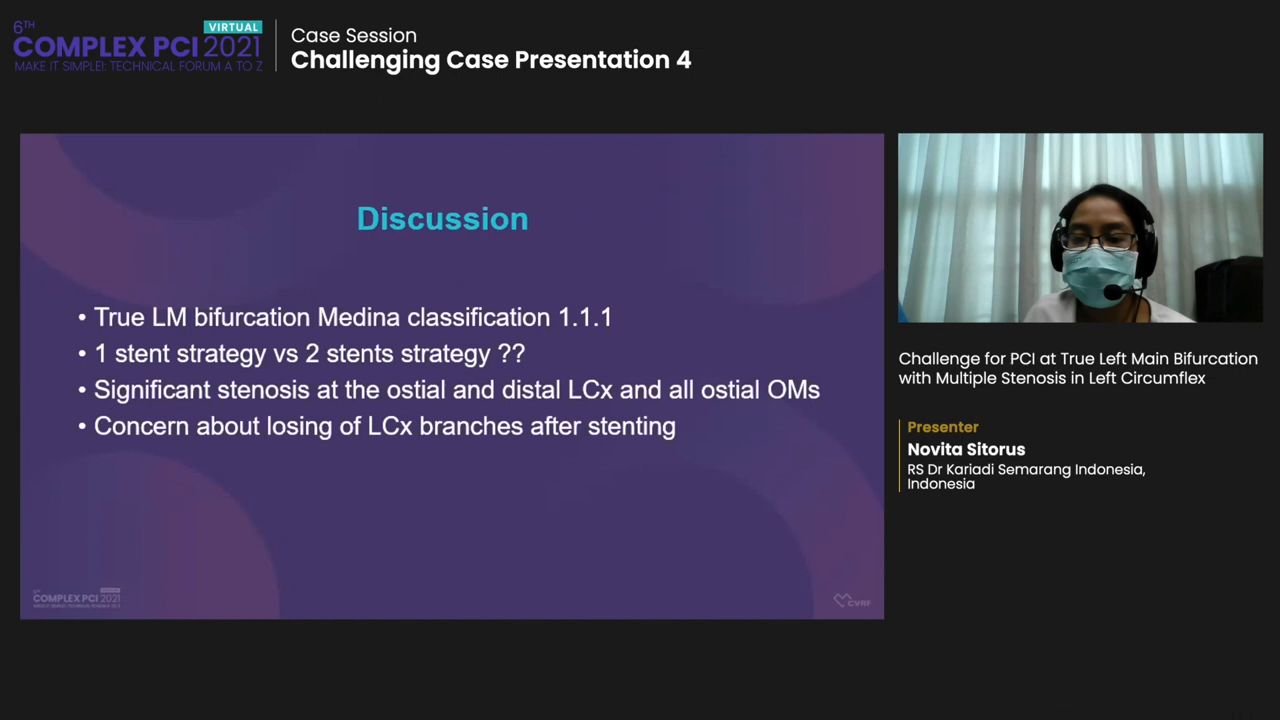 6TH
VIRTUAL
COMPLEX PCI 2021
MAKE IT SIMPLE!: TECHNICAL FORUM A TO Z
Case Session
Challenging Case Presentation 4
Discussion
• True LM bifurcation Medina classification 1.1.1
• 1 stent strategy vs 2 stents strategy ??
• Significant stenosis at the ostial and distal LCx and all ostial OMs
• Concern about losing of LCx branches after stenting
COMPLEX PCI 2021
CVRF
Challenge for PCI at True Left Main Bifurcation
with Multiple Stenosis in Left Circumflex
Presenter
Novita Sitorus
RS Dr Kariadi Semarang Indonesia,
Indonesia